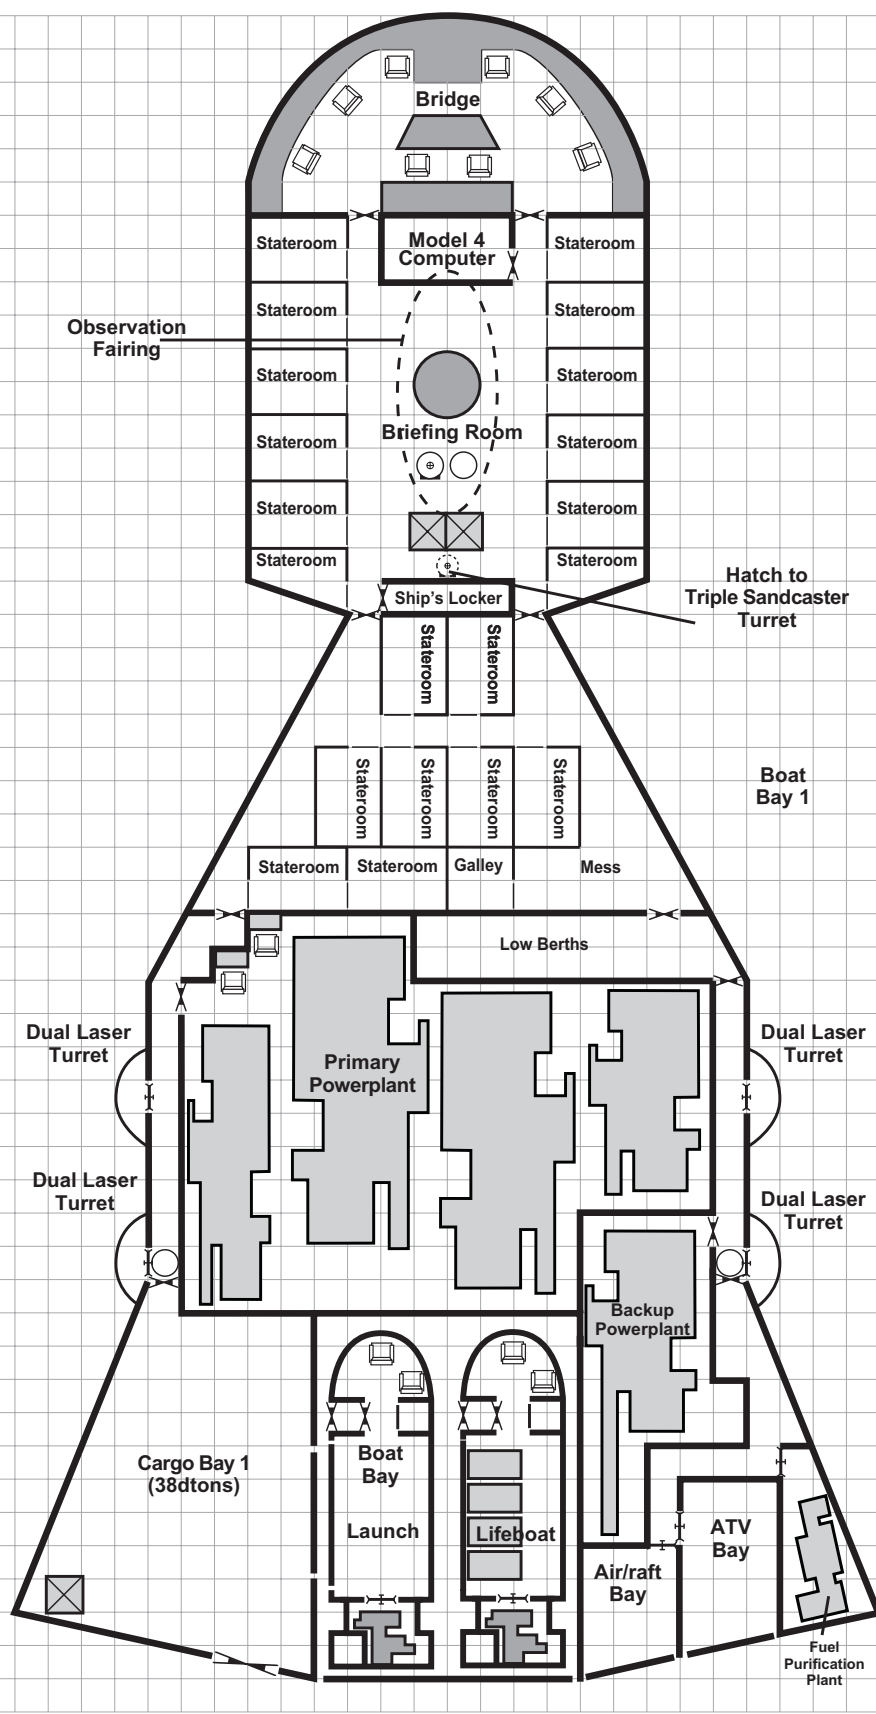 Bridge
Stateroom
Model 4
Computer
Stateroom
Stateroom
Stateroom
Observation
Fairing
Stateroom
Stateroom
Briefing Room
Stateroom
Stateroom
Stateroom
Stateroom
Stateroom
Stateroom
Hatch to
Triple Sandcaster
Turret
Ship's Locker
Stateroom
Stateroom
Boat
Bay 1
Stateroom
Stateroom
Stateroom
Stateroom
Stateroom
Stateroom
Galley
Mess
Low Berths
Dual Laser
Turret
Primary
Powerplant
Dual Laser
Turret
Dual Laser
Turret
Dual Laser
Turret
Backup
Powerplant
Cargo Bay 1
(38dtons)
Boat
Bay
Launch
Lifeboat
ATV
Bay
Air/raft
Bay
Fuel
Purification
Plant